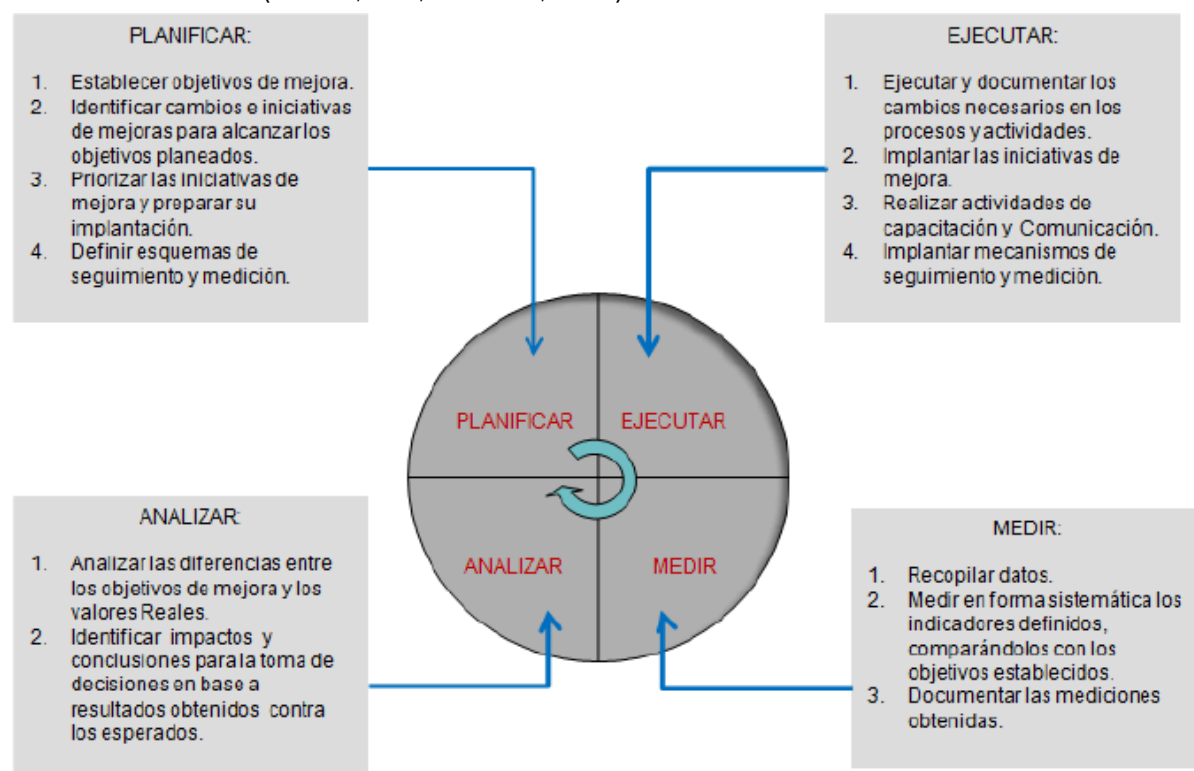 PLANIFICAR:
1. Establecer objetivos de mejora.
2. Identificar cambios e iniciativas
de mejoras para alcanzar los
objetivos planeados.
3. Priorizar las iniciativas de
mejora y preparar su
implantación.
4. Definir esquemas de
seguimiento y medición.
EJECUTAR:
1. Ejecutar y documentar los
cambios necesarios en los
procesos y actividades.
2. Implantar las iniciativas de
mejora.
3. Realizar actividades de
capacitación y Comunicación.
4. Implantar mecanismos de
seguimiento y medición.
PLANIFICAR
EJECUTAR
ANALIZAR
MEDIR
ANALIZAR:
1. Analizar las diferencias entre
los objetivos de mejora y los
valores Reales.
2. Identificar impactos y
conclusiones para la toma de
decisiones en base a
resultados obtenidos contra
los esperados.
MEDIR:
1. Recopilar datos.
2. Medir en forma sistemática los
indicadores definidos,
comparándolos con los
objetivos establecidos.
3. Documentar las mediciones
obtenidas.